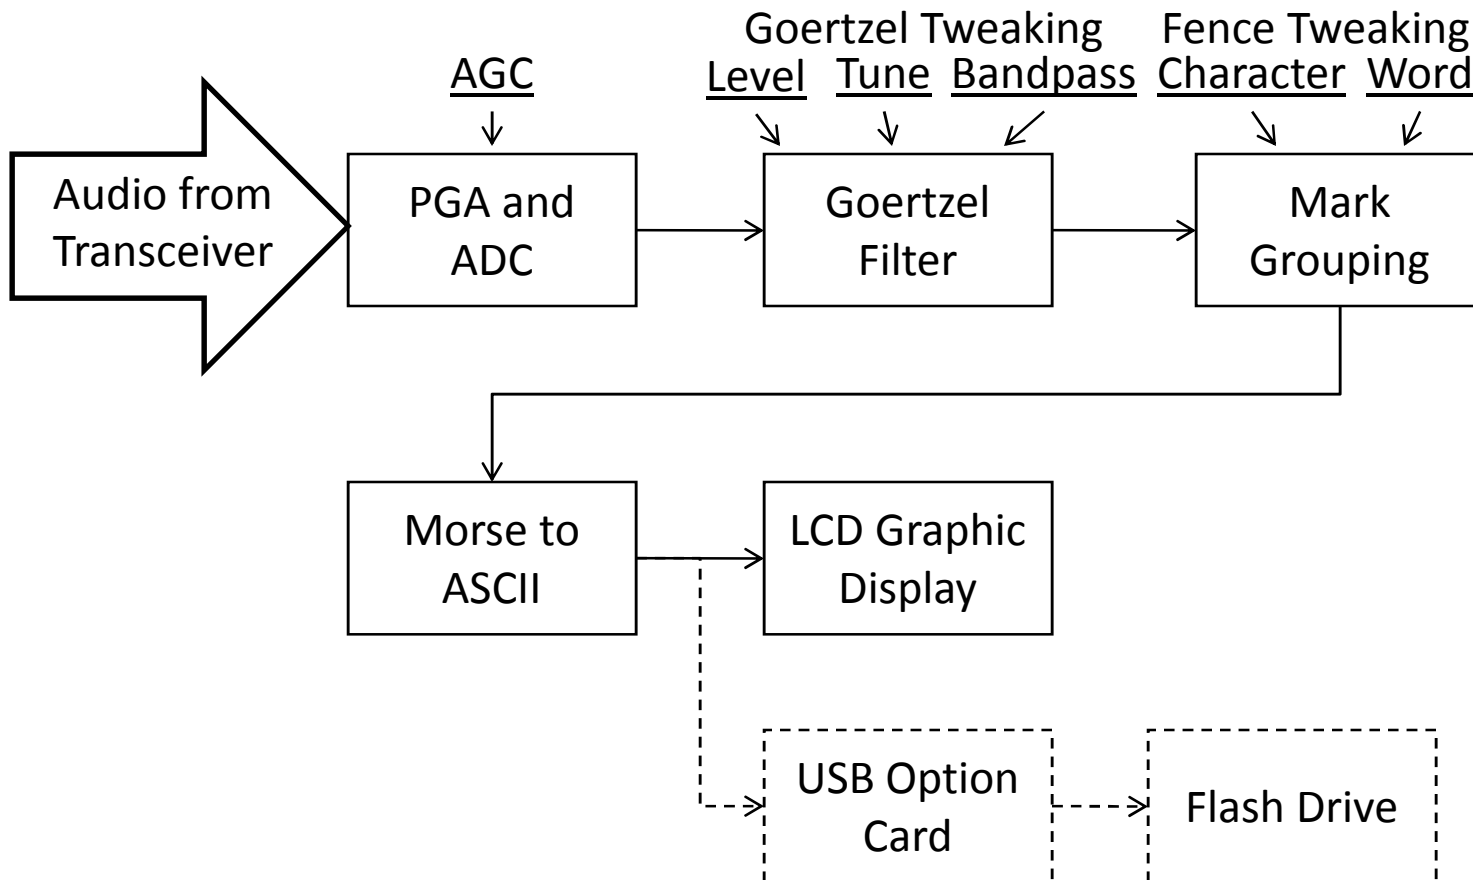 Goertzel Tweaking
Fence Tweaking
AGC
Level Tune Bandpass
Character Word
Audio from
Transceiver
PGA and
ADC
Goertzel
Filter
Mark
Grouping
Morse to
ASCII
LCD Graphic
Display
USB Option
Card
Flash Drive